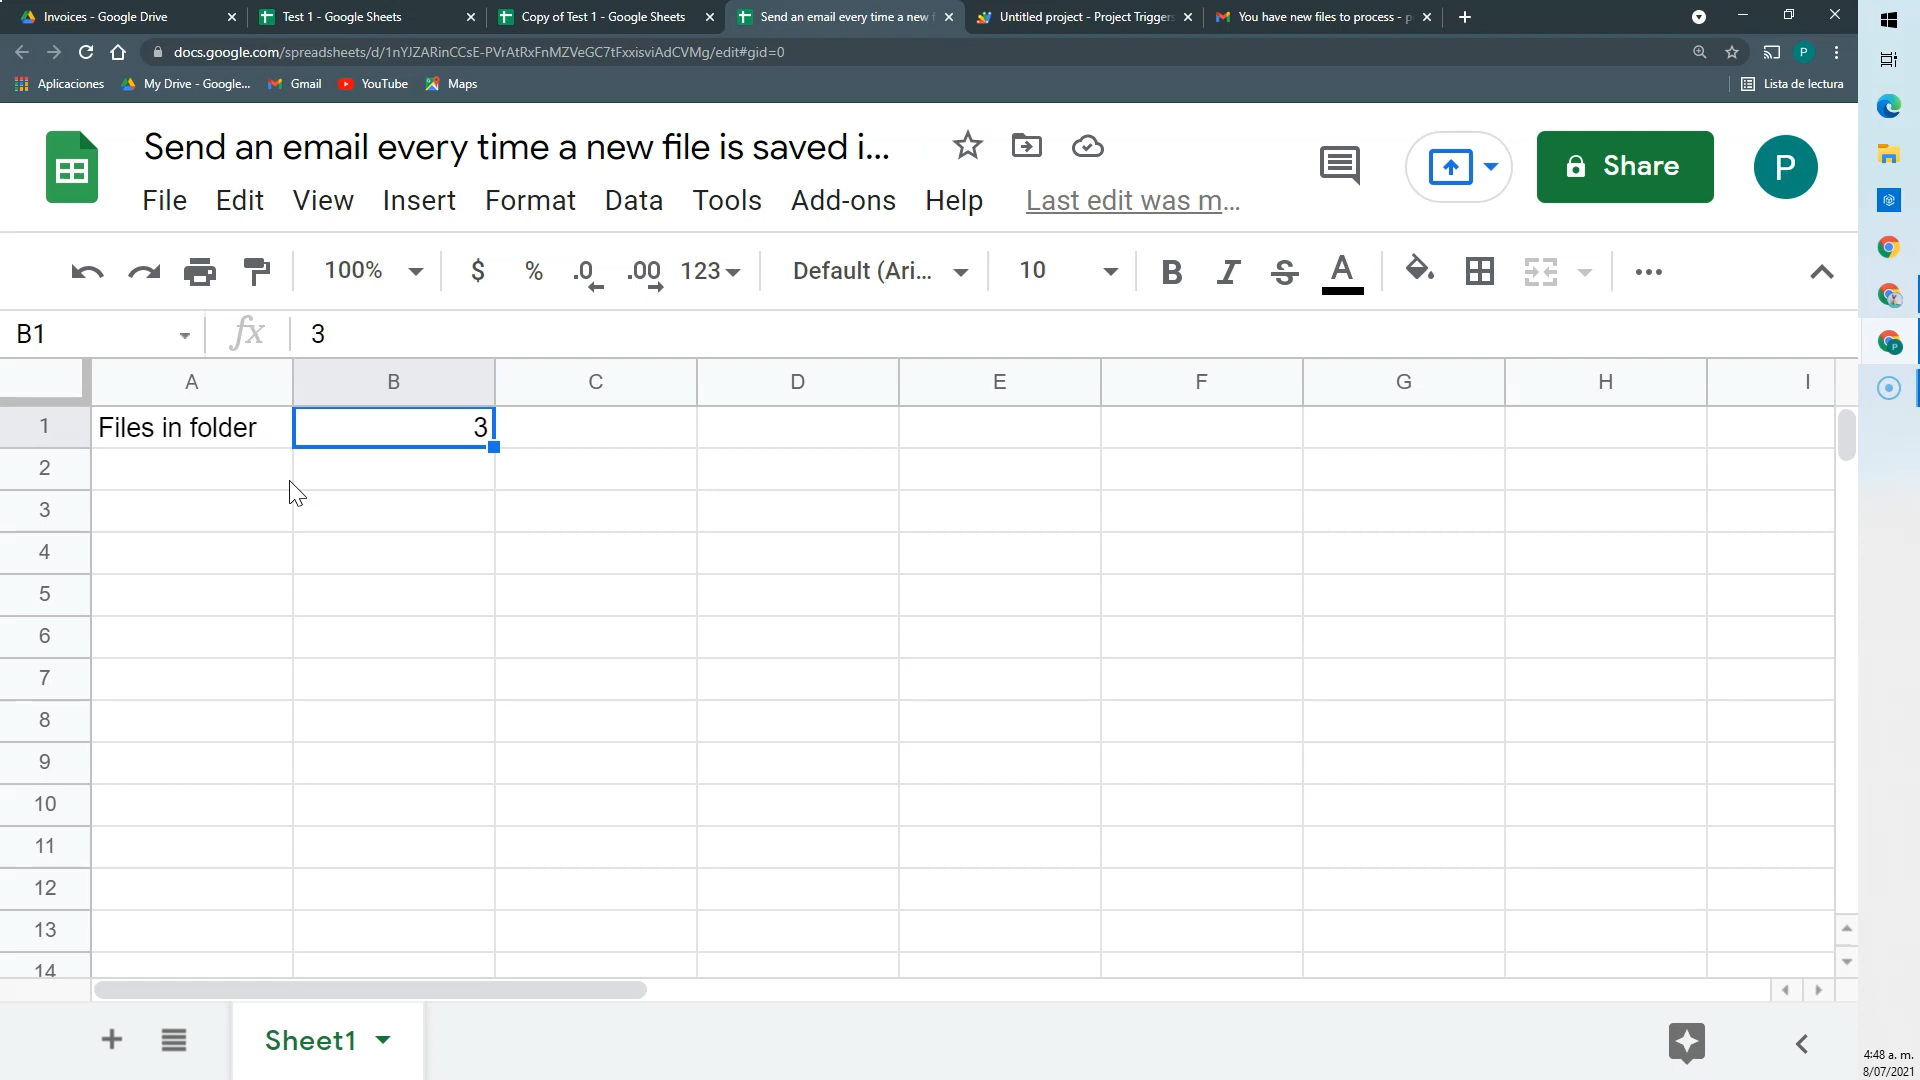 Invoices - Google Drive
Test 1 - Google Sheets
Copy of Test 1 - Google Sheets
Send an email every time a new f
Untitled project - Project Triggers
You have new files to process - p
docs.google.com/spreadsheets/d/1nYJZARinCCsE-PVrAtRxFnMZVeGC7tFxxisviAdCVMg/edit#gid=0
P
Aplicaciones
My Drive - Google...
Gmail
YouTube
Maps
Lista de lectura
Send an email every time a new file is saved i...
Share
P
File Edit View Insert Format Data Tools Add-ons Help Last edit was m...
100% $ % .0 .00 123 Default (Ari... 10 B I S A
B1 fx 3
A B C D E F G H I
1 Files in folder 3
2
3
4
5
6
7
8
9
10
11
12
13
14
Sheet1
4:48 a. m.
8/07/2021